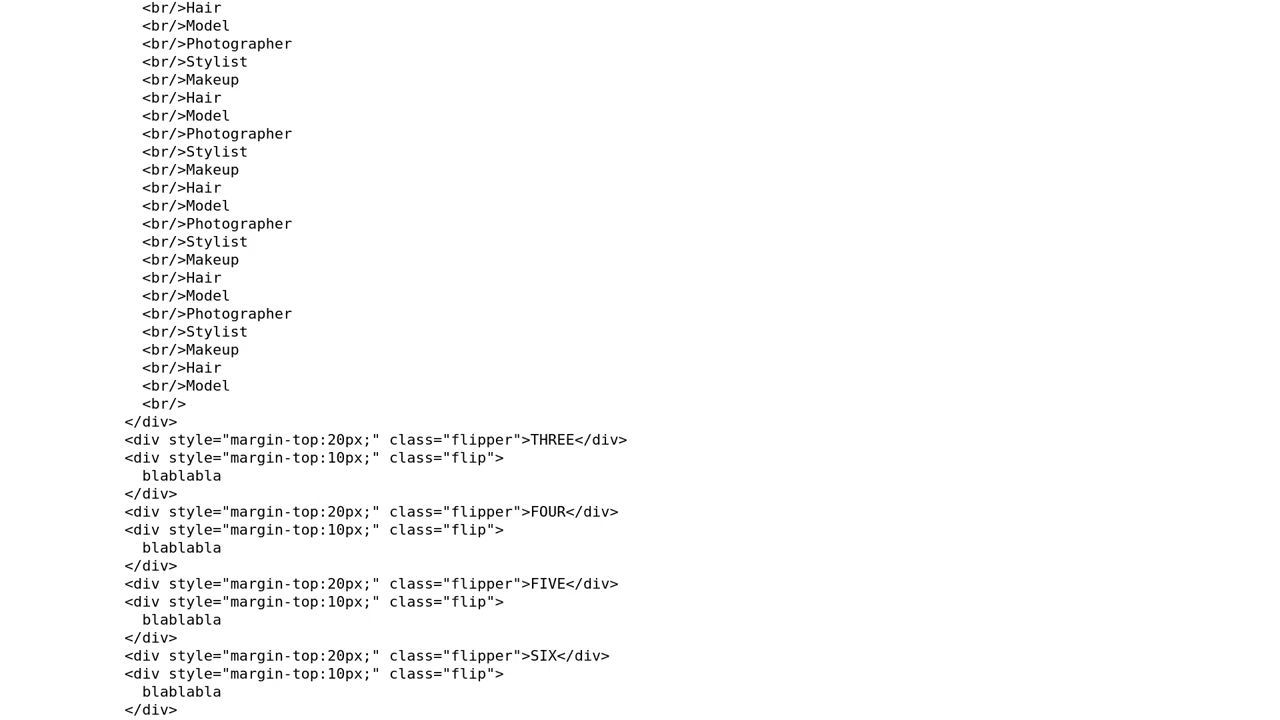 <br/>Hair
<br/>Model
<br/>Photographer
<br/>Stylist
<br/>Makeup
<br/>Hair
<br/>Model
<br/>Photographer
<br/>Stylist
<br/>Makeup
<br/>Hair
<br/>Model
<br/>Photographer
<br/>Stylist
<br/>Makeup
<br/>Hair
<br/>Model
<br/>Photographer
<br/>Stylist
<br/>Makeup
<br/>Hair
<br/>Model
<br/>
</div>
<div style="margin-top:20px;" class="flipper">THREE</div>
<div style="margin-top:10px;" class="flip">
blablabla
</div>
<div style="margin-top:20px;" class="flipper">FOUR</div>
<div style="margin-top:10px;" class="flip">
blablabla
</div>
<div style="margin-top:20px;" class="flipper">FIVE</div>
<div style="margin-top:10px;" class="flip">
blablabla
</div>
<div style="margin-top:20px;" class="flipper">SIX</div>
<div style="margin-top:10px;" class="flip">
blablabla
</div>